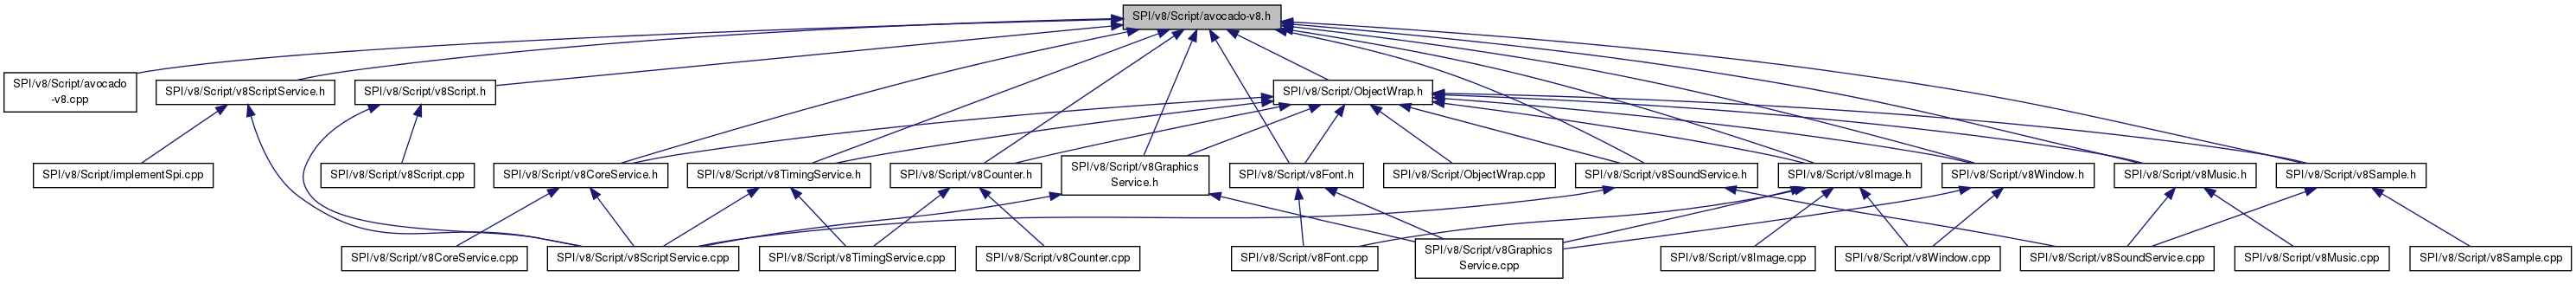 SPI/v8/Script/avocado-v8.h
SPI/v8/Script/avocado
-v8.cpp
SPI/v8/Script/v8ScriptService.h
SPI/v8/Script/v8Script.h
SPI/v8/Script/ObjectWrap.h
SPI/v8/Script/implementSpi.cpp
SPI/v8/Script/v8Script.cpp
SPI/v8/Script/v8CoreService.h
SPI/v8/Script/v8TimingService.h
SPI/v8/Script/v8Counter.h
SPI/v8/Script/v8Graphics
Service.h
SPI/v8/Script/v8Font.h
SPI/v8/Script/ObjectWrap.cpp
SPI/v8/Script/v8SoundService.h
SPI/v8/Script/v8Image.h
SPI/v8/Script/v8Window.h
SPI/v8/Script/v8Music.h
SPI/v8/Script/v8Sample.h
SPI/v8/Script/v8CoreService.cpp
SPI/v8/Script/v8ScriptService.cpp
SPI/v8/Script/v8TimingService.cpp
SPI/v8/Script/v8Counter.cpp
SPI/v8/Script/v8Font.cpp
SPI/v8/Script/v8Graphics
Service.cpp
SPI/v8/Script/v8Image.cpp
SPI/v8/Script/v8Window.cpp
SPI/v8/Script/v8SoundService.cpp
SPI/v8/Script/v8Music.cpp
SPI/v8/Script/v8Sample.cpp